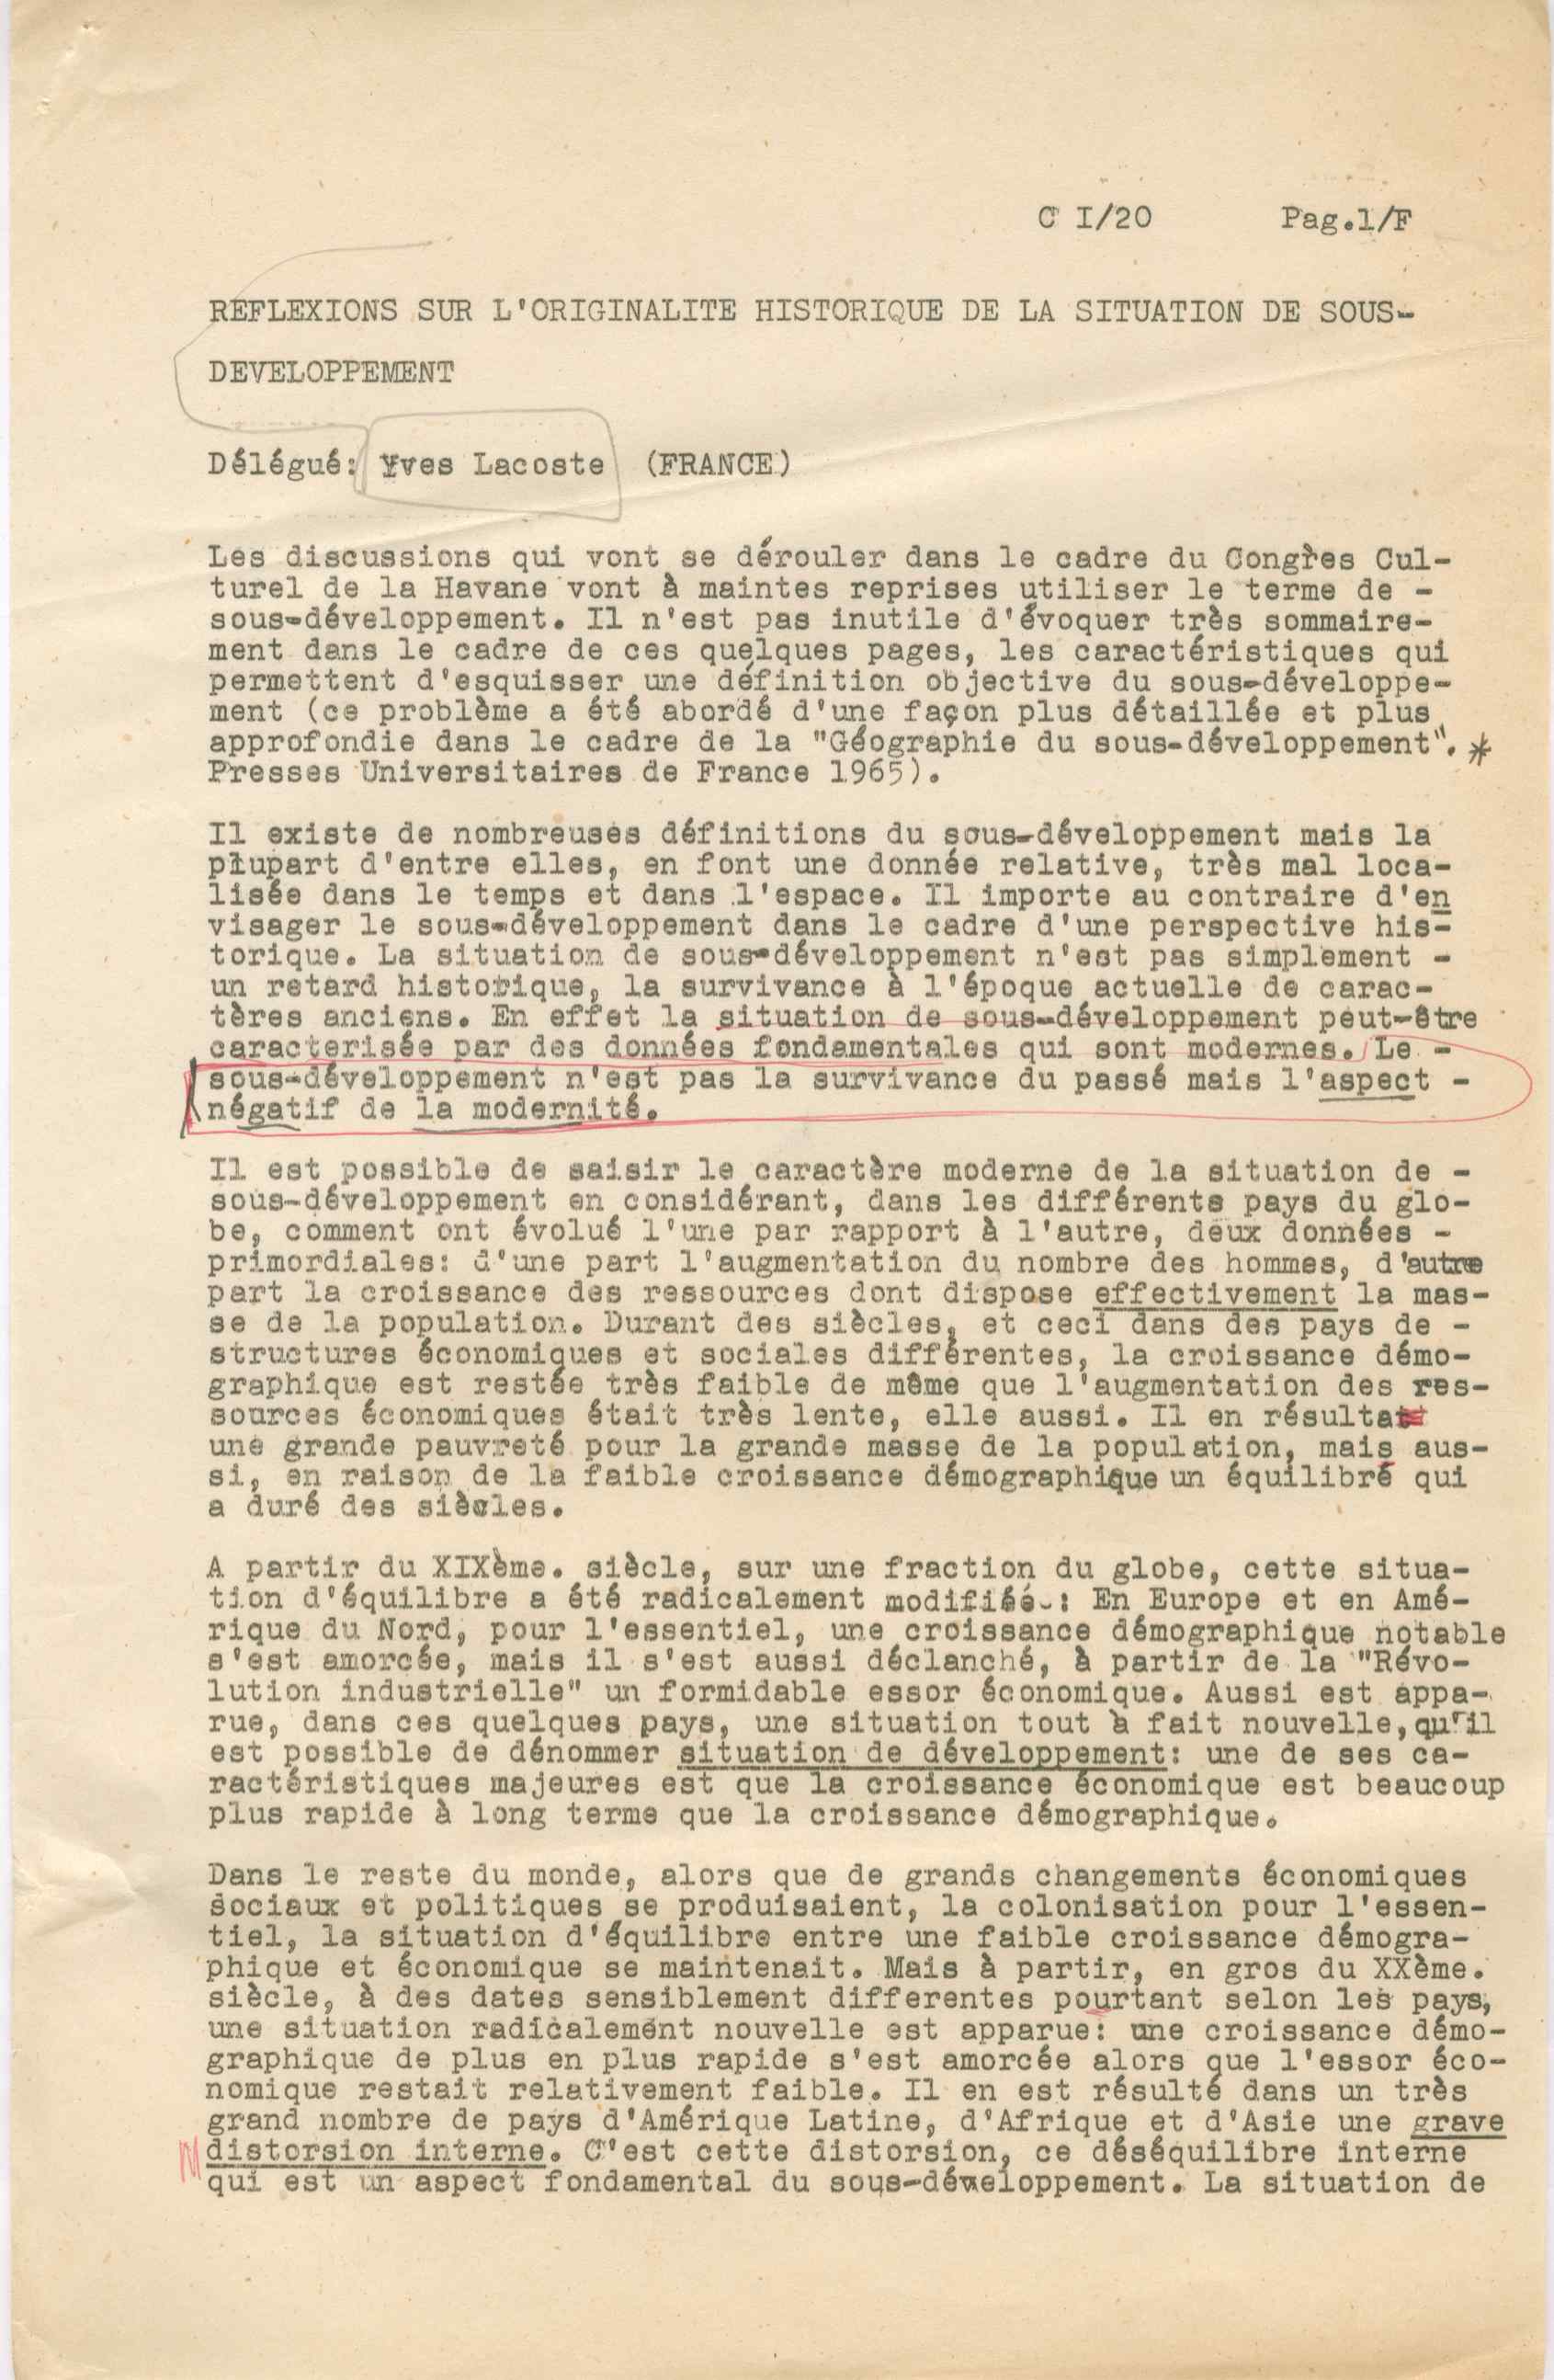 C I/20 Pag.1/F
REFLEXIONS SUR L'ORIGINALITE HISTORIQUE DE LA SITUATION DE SOUS-
DEVELOPPEMENT
Délégué: Yves Lacoste (FRANCE)
Les discussions qui vont se dérouler dans le cadre du Congrès Cul-
turel de la Havane vont à maintes reprises utiliser le terme de -
sous-développement. Il n'est pas inutile d'évoquer très sommaire-
ment dans le cadre de ces quelques pages, les caractéristiques qui
permettent d'esquisser une définition objective du sous-développe-
ment (ce problème a été abordé d'une façon plus détaillée et plus
approfondie dans le cadre de la "Géographie du sous-développement". *
Presses Universitaires de France 1965).
Il existe de nombreuses définitions du sous-développement mais la
plupart d'entre elles, en font une donnée relative, très mal loca-
lisée dans le temps et dans l'espace. Il importe au contraire d'en
visager le sous-développement dans le cadre d'une perspective his-
torique. La situation de sous-développement n'est pas simplement -
un retard historique, la survivance à l'époque actuelle de carac-
tères anciens. En effet la situation de sous-développement peut-être
caracterisée par des données fondamentales qui sont modernes. Le -
sous-développement n'est pas la survivance du passé mais l'aspect -
négatif de la modernité.
Il est possible de saisir le caractère moderne de la situation de -
sous-développement en considérant, dans les différents pays du glo-
be, comment ont évolué l'une par rapport à l'autre, deux données -
primordiales: d'une part l'augmentation du nombre des hommes, d'autre
part la croissance des ressources dont dispose effectivement la mas-
se de la population. Durant des siècles, et ceci dans des pays de -
structures économiques et sociales différentes, la croissance démo-
graphique est restée très faible de même que l'augmentation des res-
sources économiques était très lente, elle aussi. Il en résultat
une grande pauvreté pour la grande masse de la population, mais aus-
si, en raison de la faible croissance démographique un équilibré qui
a duré des siècles.
A partir du XIXème. siècle, sur une fraction du globe, cette situa-
tion d'équilibre a été radicalement modifiéé.: En Europe et en Amé-
rique du Nord, pour l'essentiel, une croissance démographique notable
s'est amorcée, mais il s'est aussi déclanché, à partir de la "Révo-
lution industrielle" un formidable essor économique. Aussi est appa-
rue, dans ces quelques pays, une situation tout à fait nouvelle, qu'il
est possible de dénommer situation de développement: une de ses ca-
ractéristiques majeures est que la croissance économique est beaucoup
plus rapide à long terme que la croissance démographique.
Dans le reste du monde, alors que de grands changements économiques
sociaux et politiques se produisaient, la colonisation pour l'essen-
tiel, la situation d'équilibre entre une faible croissance démogra-
phique et économique se maintenait. Mais à partir, en gros du XXème.
siècle, à des dates sensiblement differentes pourtant selon les pays,
une situation radicalemént nouvelle est apparue: une croissance démo-
graphique de plus en plus rapide s'est amorcée alors que l'essor éco-
nomique restait relativement faible. Il en est résulté dans un très
grand nombre de pays d'Amérique Latine, d'Afrique et d'Asie une grave
distorsion interne. C'est cette distorsion, ce déséquilibre interne
qui est un aspect fondamental du sous-développement. La situation de